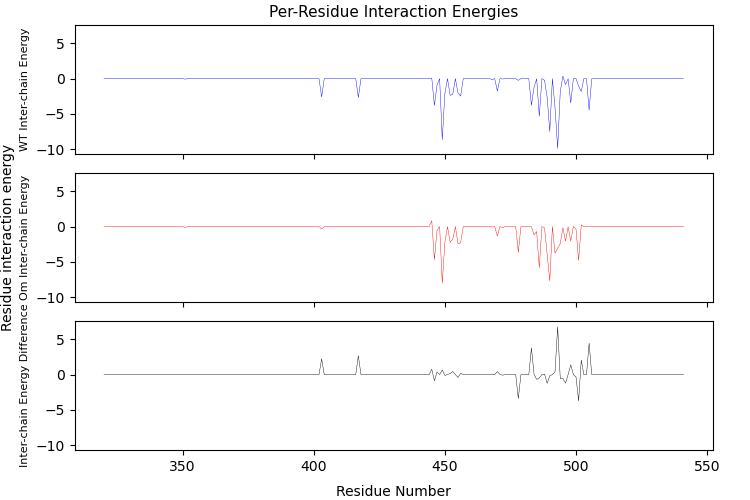 Per-Residue Interaction Energies
Residue interaction energy
WT Inter-chain Energy
5
0
−5
−10
Om Inter-chain Energy
5
0
−5
−10
Inter-chain Energy Difference
5
0
−5
−10
350
400
450
500
550
Residue Number